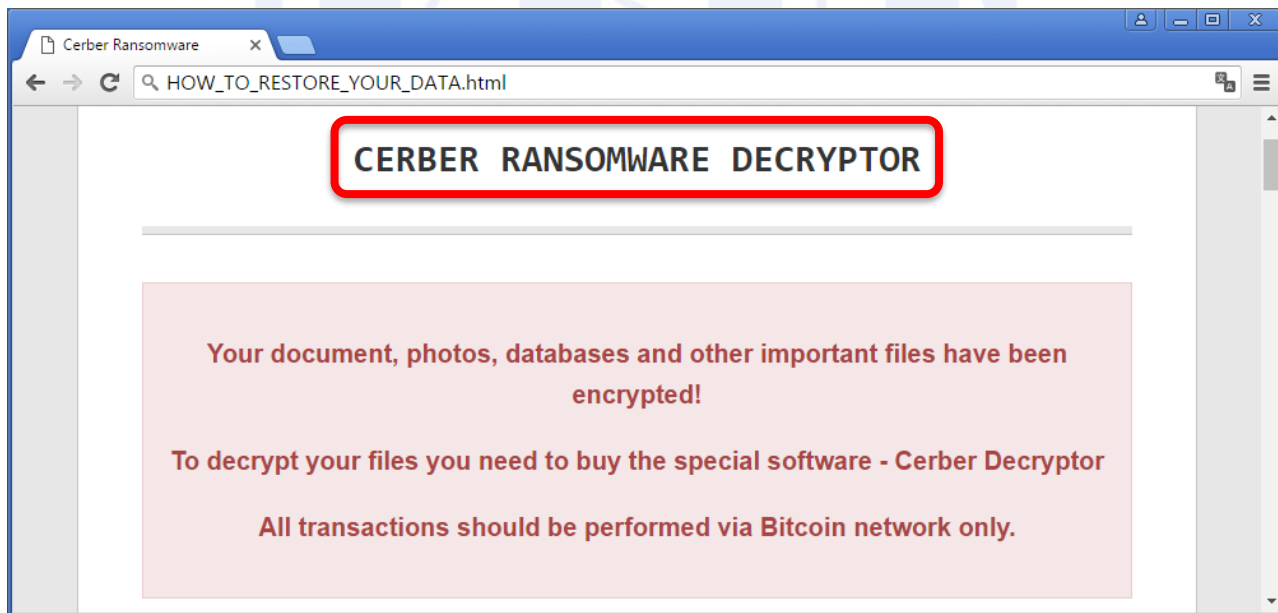 Cerber Ransomware
HOW_TO_RESTORE_YOUR_DATA.html
CERBER RANSOMWARE DECRYPTOR
Your document, photos, databases and other important files have been
encrypted!
To decrypt your files you need to buy the special software - Cerber Decryptor
All transactions should be performed via Bitcoin network only.